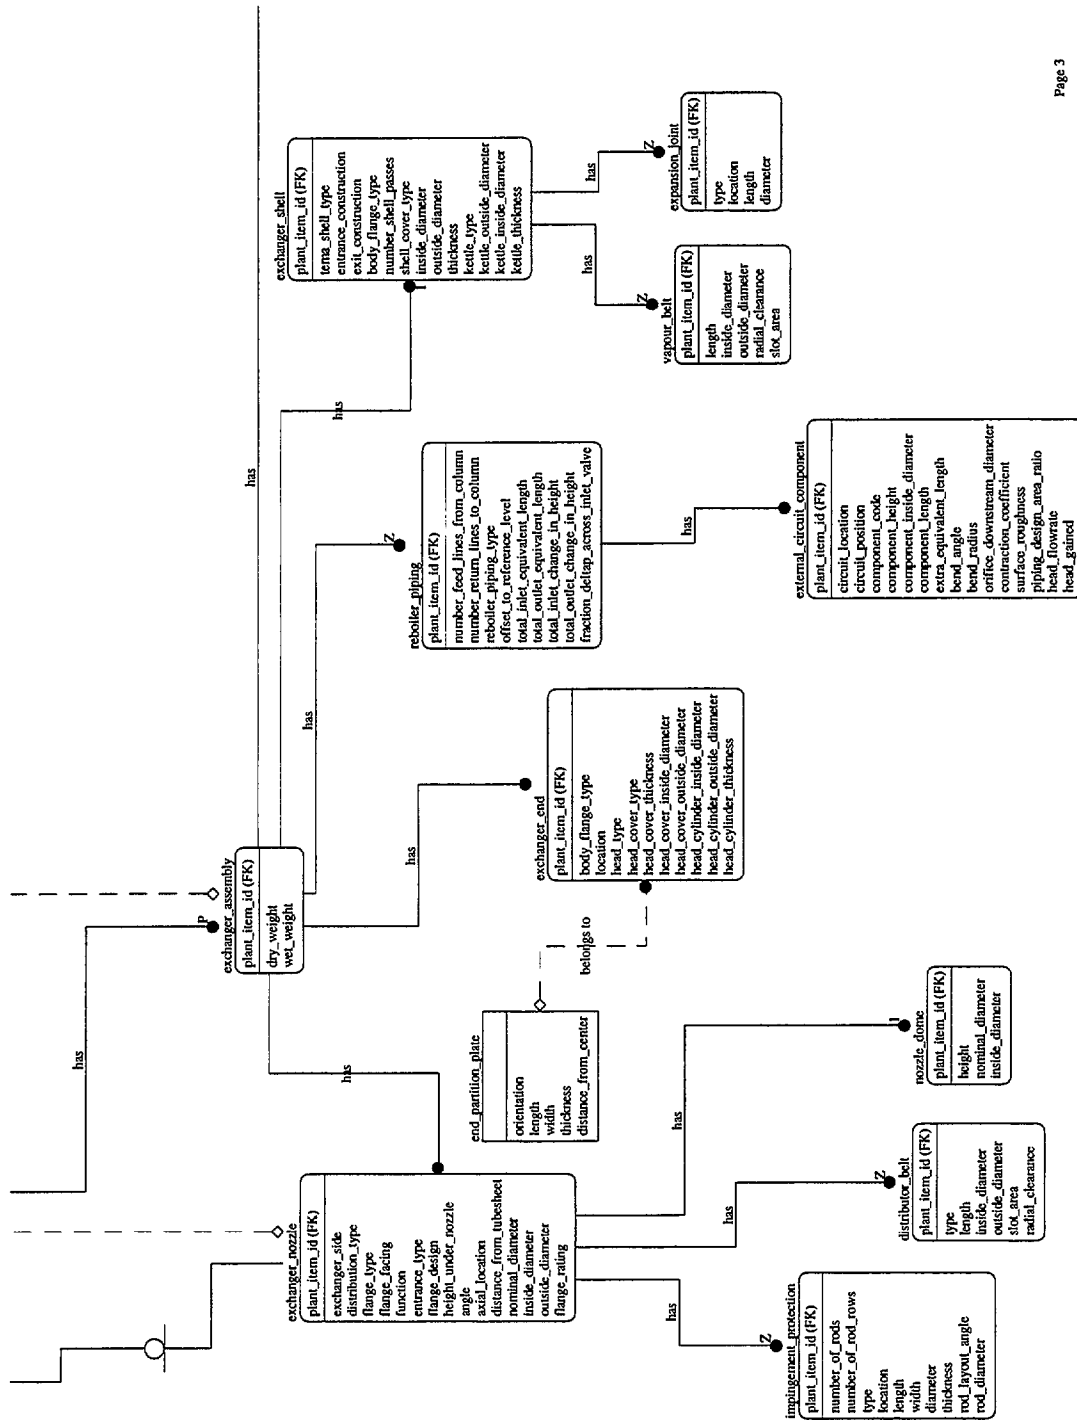 has
P
exchanger_nozzle
plant_item_id (FK)
exchanger_side
distribution_type
flange_type
flange_facing
function
entrance_type
flange_design
height_under_nozzle
angle
axial_location
distance_from_tubesheet
nominal_diameter
inside_diameter
outside_diameter
flange_rating
exchanger_assembly
plant_item_id (FK)
dry_weight
wet_weight
has
has
has
has
has
end_partition_plate
orientation
length
width
thickness
distance_from_center
belongs to
exchanger_end
plant_item_id (FK)
body_flange_type
location
head_type
head_cover_type
head_cover_thickness
head_cover_inside_diameter
head_cover_outside_diameter
head_cylinder_inside_diameter
head_cylinder_outside_diameter
head_cylinder_thickness
Z
reboiler_piping
plant_item_id (FK)
number_feed_lines_from_column
number_return_lines_to_column
reboiler_piping_type
offset_to_reference_level
total_inlet_equivalent_length
total_outlet_equivalent_length
total_inlet_change_in_height
total_outlet_change_in_height
fraction_deltap_across_inlet_valve
1
exchanger_shell
plant_item_id (FK)
tema_shell_type
entrance_construction
exit_construction
body_flange_type
number_shell_passes
shell_cover_type
inside_diameter
outside_diameter
thickness
kettle_type
kettle_outside_diameter
kettle_inside_diameter
kettle_thickness
has
Z
impingement_protection
plant_item_id (FK)
number_of_rods
number_of_rod_rows
type
location
length
width
diameter
thickness
rod_layout_angle
rod_diameter
has
Z
distributor_belt
plant_item_id (FK)
type
length
inside_diameter
outside_diameter
slot_area
radial_clearance
has
1
nozzle_dome
plant_item_id (FK)
height
nominal_diameter
inside_diameter
has
external_circuit_component
plant_item_id (FK)
circuit_location
circuit_position
component_code
component_height
component_inside_diameter
component_length
extra_equivalent_length
bend_angle
bend_radius
orifice_downstream_diameter
contraction_coefficient
surface_roughness
piping_design_area_ratio
head_flowrate
head_gained
has
Z
vapour_belt
plant_item_id (FK)
length
inside_diameter
outside_diameter
radial_clearance
slot_area
has
Z
expansion_joint
plant_item_id (FK)
type
location
length
diameter
Page 3